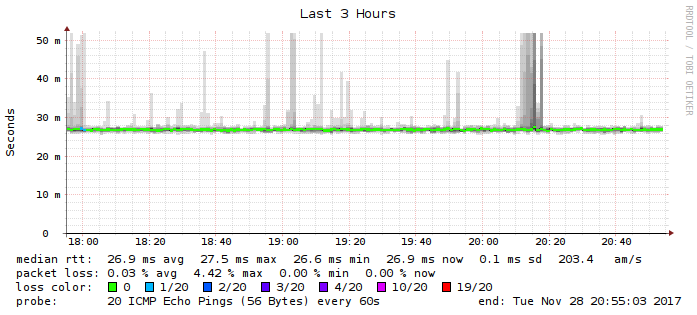 Last 3 Hours
RRDTOOL / TOBI OETIKER
Seconds
50 m
40 m
30 m
20 m
10 m
0
18:00 18:20 18:40 19:00 19:20 19:40 20:00 20:20 20:40
median rtt: 26.9 ms avg 27.5 ms max 26.6 ms min 26.9 ms now 0.1 ms sd 203.4 am/s
packet loss: 0.03 % avg 4.42 % max 0.00 % min 0.00 % now
loss color: 0 1/20 2/20 3/20 4/20 10/20 19/20
probe: 20 ICMP Echo Pings (56 Bytes) every 60s end: Tue Nov 28 20:55:03 2017